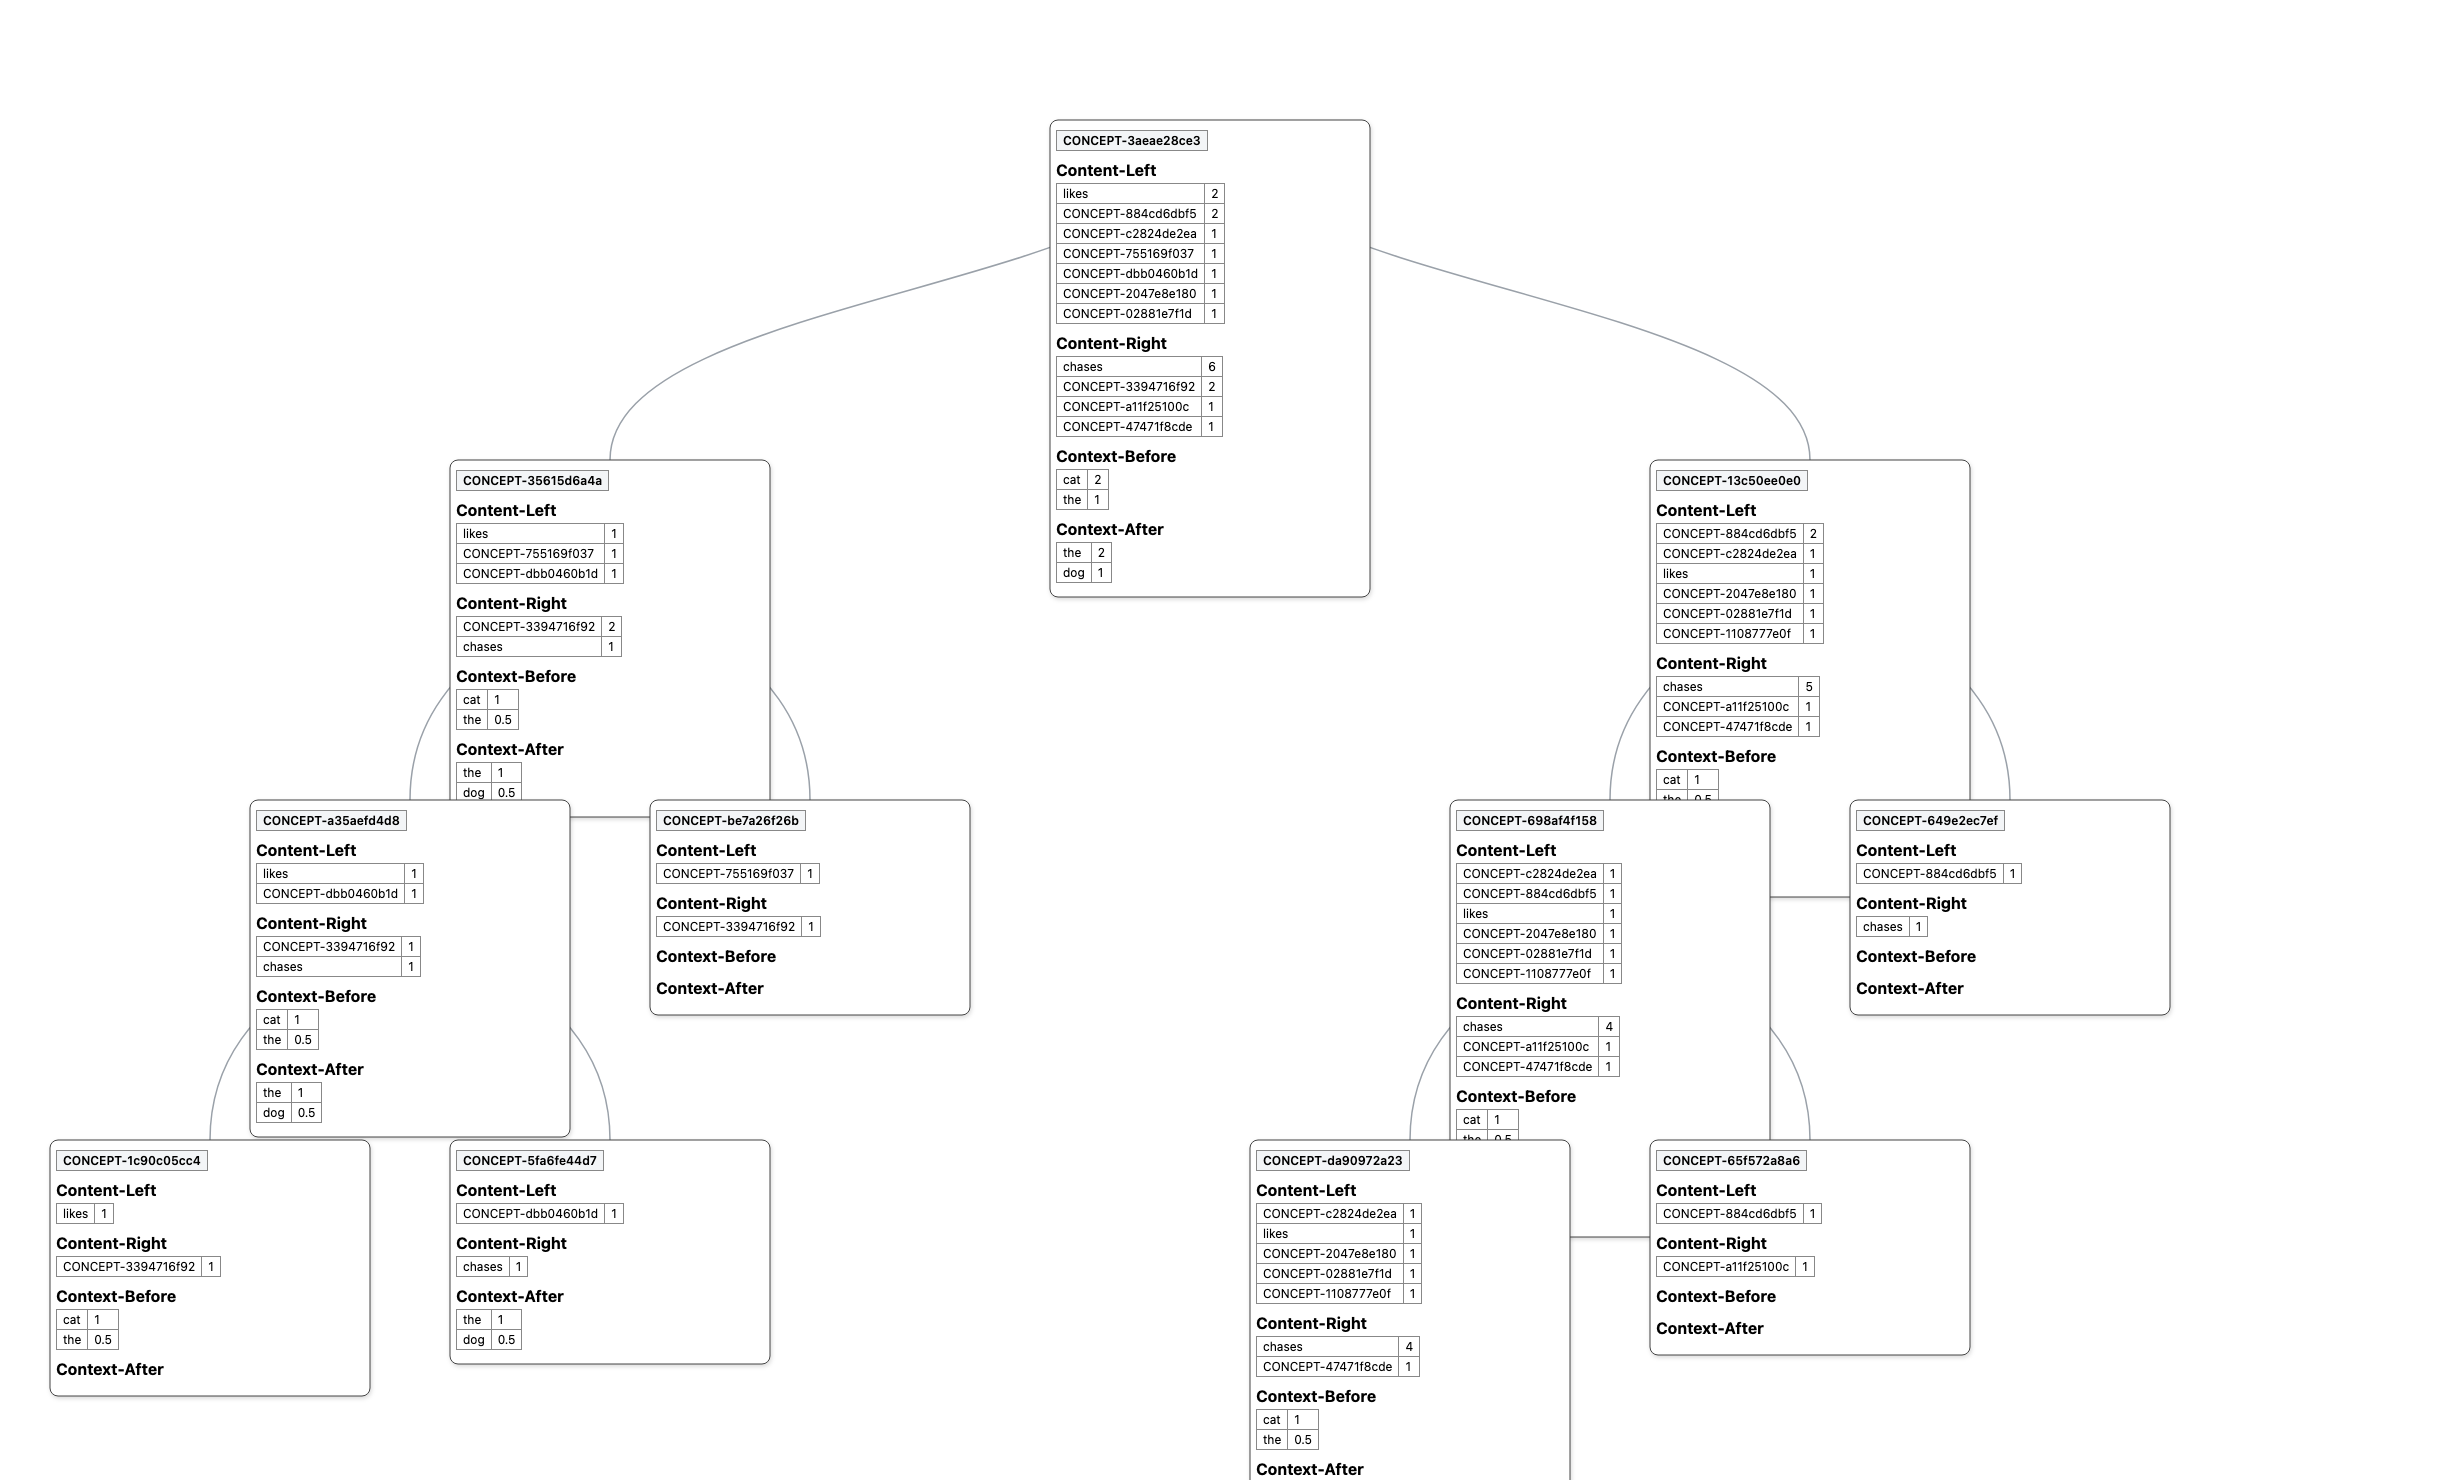 CONCEPT-3aeae28ce3
Content-Left
likes 2
CONCEPT-884cd6dbf5 2
CONCEPT-c2824de2ea 1
CONCEPT-755169f037 1
CONCEPT-dbb0460b1d 1
CONCEPT-2047e8e180 1
CONCEPT-02881e7f1d 1
Content-Right
chases 6
CONCEPT-3394716f92 2
CONCEPT-a11f25100c 1
CONCEPT-47471f8cde 1
Context-Before
cat 2
the 1
Context-After
the 2
dog 1
CONCEPT-35615d6a4a
Content-Left
likes 1
CONCEPT-755169f037 1
CONCEPT-dbb0460b1d 1
Content-Right
CONCEPT-3394716f92 2
chases 1
Context-Before
cat 1
the 0.5
Context-After
the 1
dog 0.5
CONCEPT-13c50ee0e0
Content-Left
CONCEPT-884cd6dbf5 2
CONCEPT-c2824de2ea 1
likes 1
CONCEPT-2047e8e180 1
CONCEPT-02881e7f1d 1
CONCEPT-1108777e0f 1
Content-Right
chases 5
CONCEPT-a11f25100c 1
CONCEPT-47471f8cde 1
Context-Before
cat 1
the 0.5
CONCEPT-a35aefd4d8
Content-Left
likes 1
CONCEPT-dbb0460b1d 1
Content-Right
CONCEPT-3394716f92 1
chases 1
Context-Before
cat 1
the 0.5
Context-After
the 1
dog 0.5
CONCEPT-be7a26f26b
Content-Left
CONCEPT-755169f037 1
Content-Right
CONCEPT-3394716f92 1
Context-Before
Context-After
CONCEPT-698af4f158
Content-Left
CONCEPT-c2824de2ea 1
CONCEPT-884cd6dbf5 1
likes 1
CONCEPT-2047e8e180 1
CONCEPT-02881e7f1d 1
CONCEPT-1108777e0f 1
Content-Right
chases 4
CONCEPT-a11f25100c 1
CONCEPT-47471f8cde 1
Context-Before
cat 1
the 0.5
CONCEPT-649e2ec7ef
Content-Left
CONCEPT-884cd6dbf5 1
Content-Right
chases 1
Context-Before
Context-After
CONCEPT-1c90c05cc4
Content-Left
likes 1
Content-Right
CONCEPT-3394716f92 1
Context-Before
cat 1
the 0.5
Context-After
CONCEPT-5fa6fe44d7
Content-Left
CONCEPT-dbb0460b1d 1
Content-Right
chases 1
Context-After
the 1
dog 0.5
CONCEPT-da90972a23
Content-Left
CONCEPT-c2824de2ea 1
likes 1
CONCEPT-2047e8e180 1
CONCEPT-02881e7f1d 1
CONCEPT-1108777e0f 1
Content-Right
chases 4
CONCEPT-47471f8cde 1
Context-Before
cat 1
the 0.5
Context-After
CONCEPT-65f572a8a6
Content-Left
CONCEPT-884cd6dbf5 1
Content-Right
CONCEPT-a11f25100c 1
Context-Before
Context-After